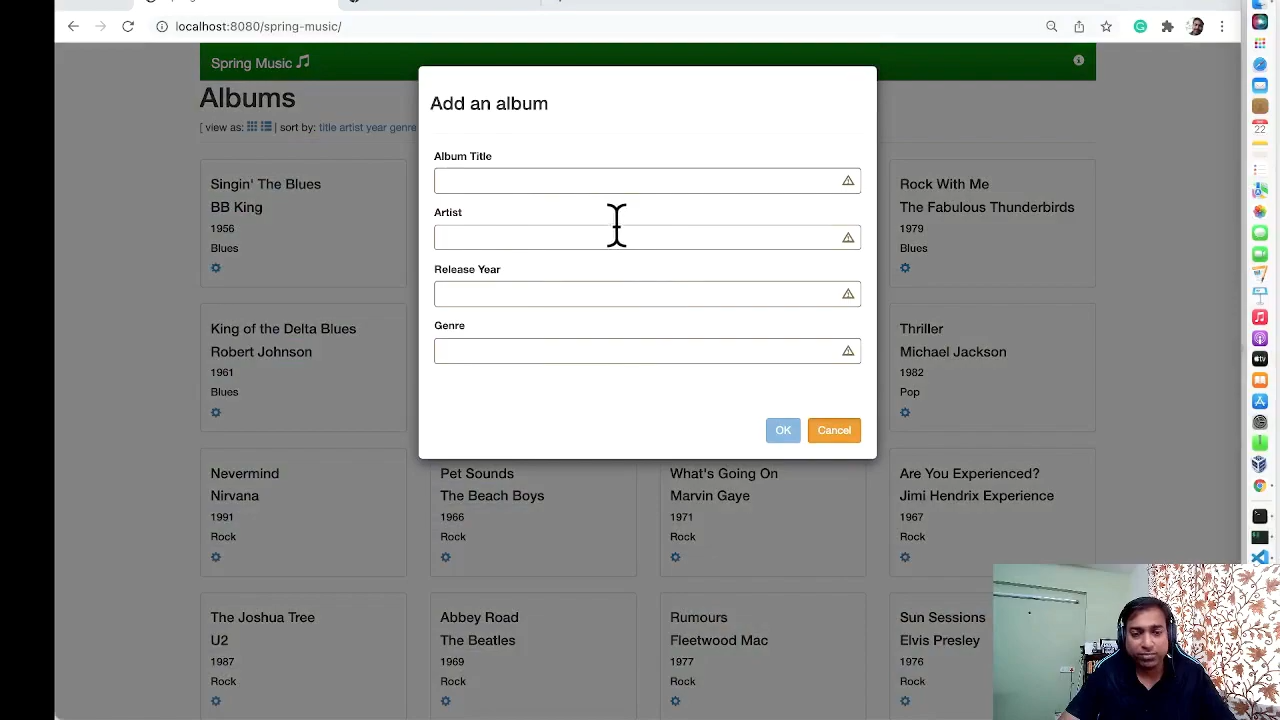 localhost:8080/spring-music/
Spring Music
Albums
[ view as: | sort by: title artist year genre
Add an album
Album Title
Artist
Release Year
Genre
OK
Cancel
Singin' The Blues
BB King
1956
Blues
Rock With Me
The Fabulous Thunderbirds
1979
Blues
King of the Delta Blues
Robert Johnson
1961
Blues
Thriller
Michael Jackson
1982
Pop
Nevermind
Nirvana
1991
Rock
Pet Sounds
The Beach Boys
1966
Rock
What's Going On
Marvin Gaye
1971
Rock
Are You Experienced?
Jimi Hendrix Experience
1967
Rock
The Joshua Tree
U2
1987
Rock
Abbey Road
The Beatles
1969
Rock
Rumours
Fleetwood Mac
1977
Rock
Sun Sessions
Elvis Presley
1976
Rock
22
tv